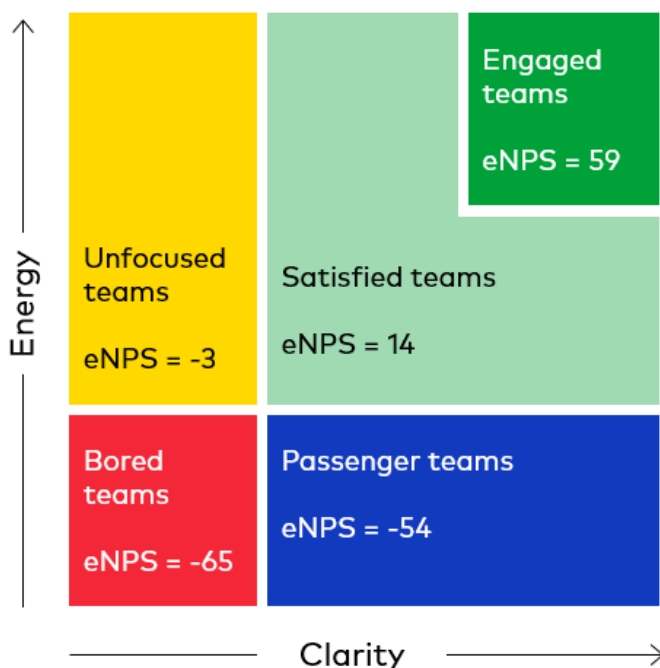 Engaged
teams
eNPS = 59
Unfocused
teams
eNPS = -3
Satisfied teams
eNPS = 14
Bored
teams
eNPS = -65
Passenger teams
eNPS = -54
Energy
Clarity